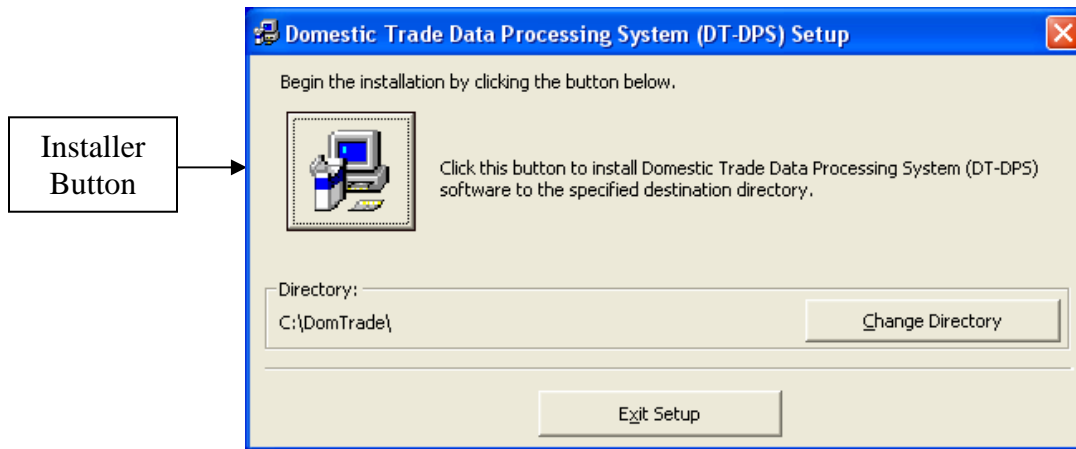 Domestic Trade Data Processing System (DT-DPS) Setup
Begin the installation by clicking the button below.
Installer
Button
Click this button to install Domestic Trade Data Processing System (DT-DPS)
software to the specified destination directory.
Directory:
C:\DomTrade\
Change Directory
Exit Setup